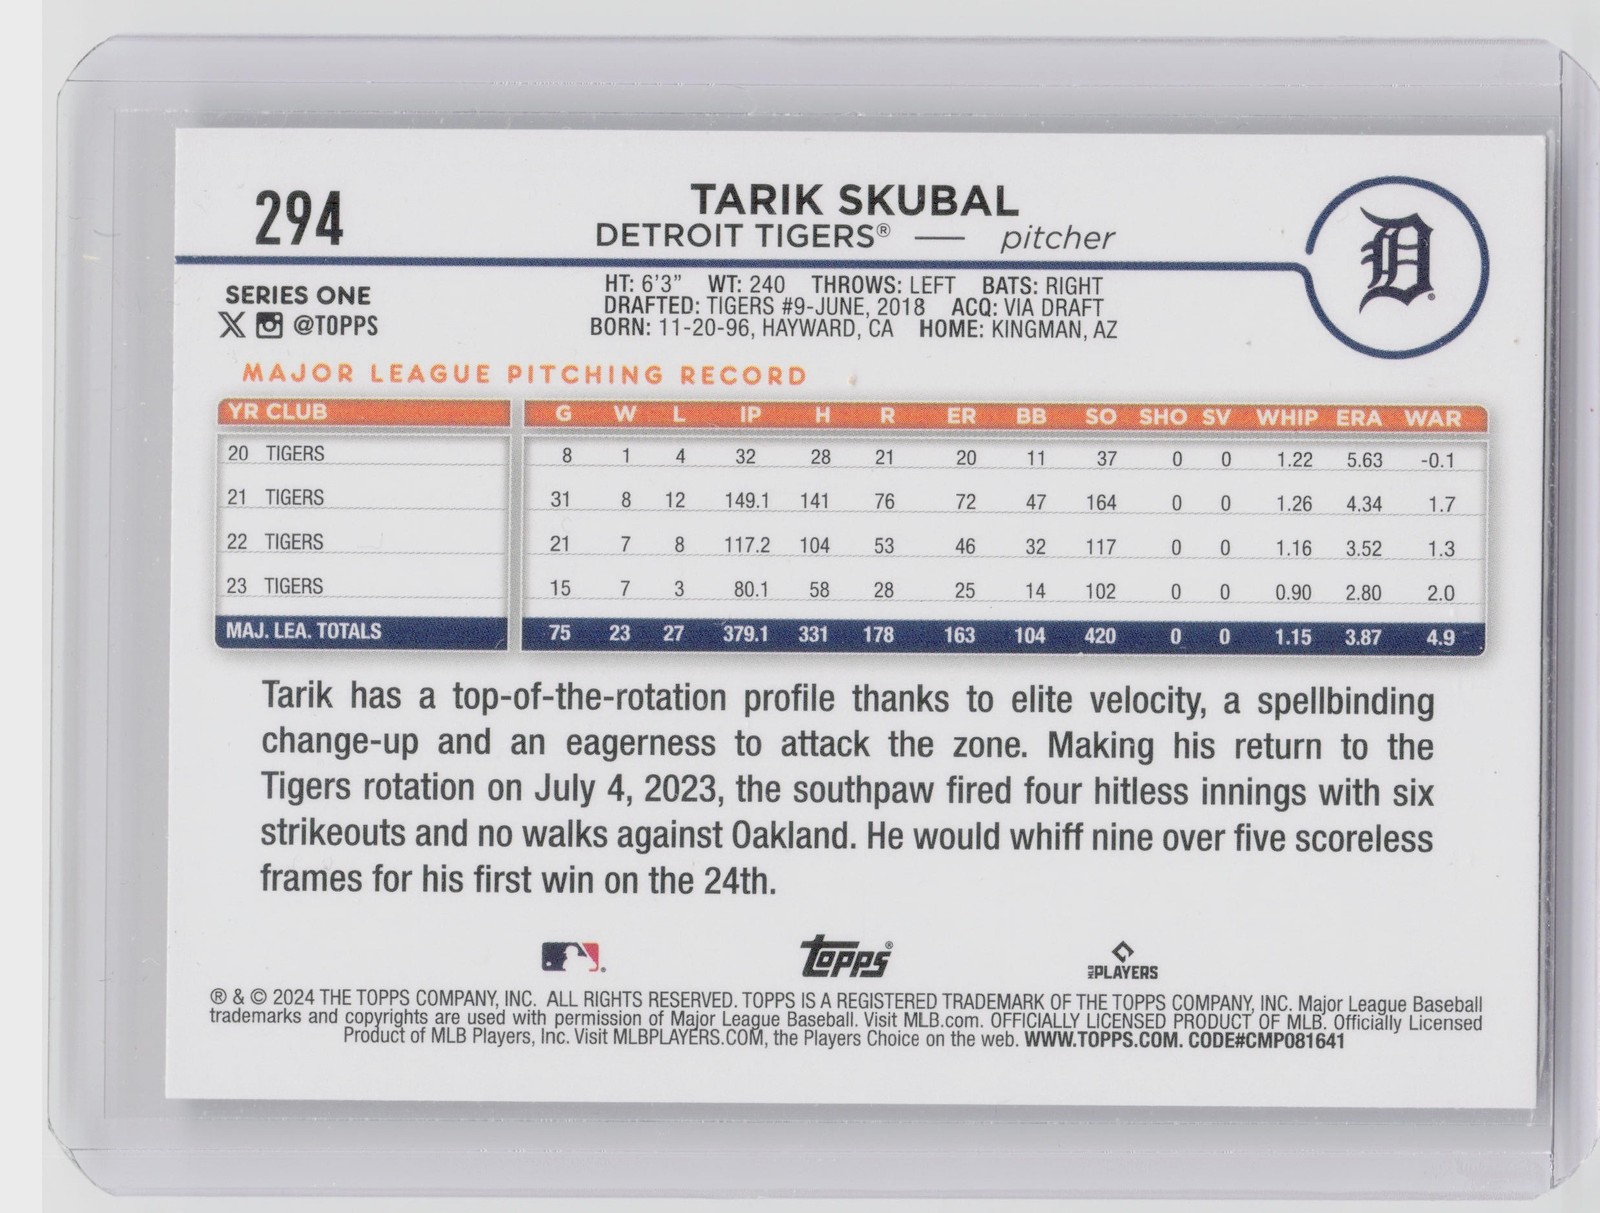 294
TARIK SKUBAL
DETROIT TIGERS® — pitcher
D
SERIES ONE
X @TOPPS
HT: 6'3" WT: 240 THROWS: LEFT BATS: RIGHT
DRAFTED: TIGERS #9-JUNE, 2018 ACQ: VIA DRAFT
BORN: 11-20-96, HAYWARD, CA HOME: KINGMAN, AZ
MAJOR LEAGUE PITCHING RECORD
YR CLUB G W L IP H R ER BB SO SHO SV WHIP ERA WAR
20 TIGERS 8 1 4 32 28 21 20 11 37 0 0 1.22 5.63 -0.1
21 TIGERS 31 8 12 149.1 141 76 72 47 164 0 0 1.26 4.34 1.7
22 TIGERS 21 7 8 117.2 104 53 46 32 117 0 0 1.16 3.52 1.3
23 TIGERS 15 7 3 80.1 58 28 25 14 102 0 0 0.90 2.80 2.0
MAJ. LEA. TOTALS 75 23 27 379.1 331 178 163 104 420 0 0 1.15 3.87 4.9
Tarik has a top-of-the-rotation profile thanks to elite velocity, a spellbinding
change-up and an eagerness to attack the zone. Making his return to the
Tigers rotation on July 4, 2023, the southpaw fired four hitless innings with six
strikeouts and no walks against Oakland. He would whiff nine over five scoreless
frames for his first win on the 24th.
TOPPS®
MLB PLAYERS
® & © 2024 THE TOPPS COMPANY, INC. ALL RIGHTS RESERVED. TOPPS IS A REGISTERED TRADEMARK OF THE TOPPS COMPANY, INC. Major League Baseball
trademarks and copyrights are used with permission of Major League Baseball. Visit MLB.com. OFFICIALLY LICENSED PRODUCT OF MLB. Officially Licensed
Product of MLB Players, Inc. Visit MLBPLAYERS.COM, the Players Choice on the web. WWW.TOPPS.COM. CODE#CMP081641